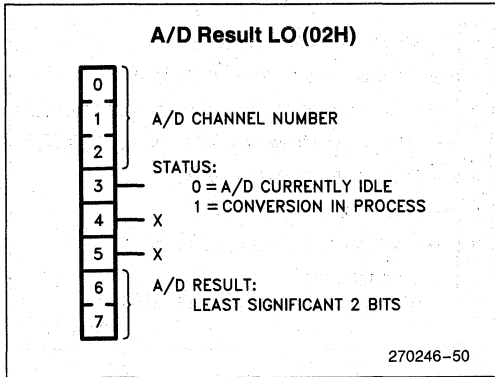 A/D Result LO (02H)
0
1
2
A/D CHANNEL NUMBER
STATUS:
3
0 = A/D CURRENTLY IDLE
1 = CONVERSION IN PROCESS
4 X
5 X
6
7
A/D RESULT:
LEAST SIGNIFICANT 2 BITS
270246–50